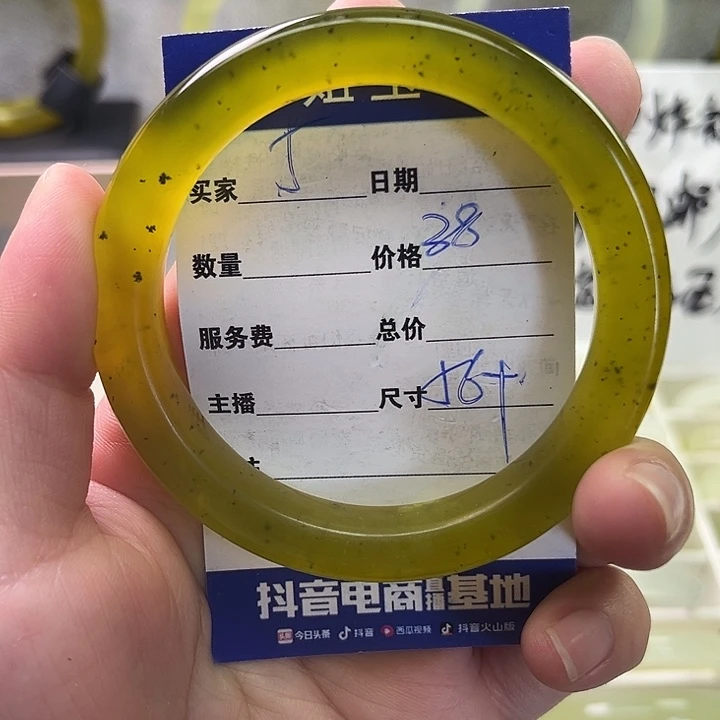 买家 丁 日期
数量 价格 38
服务费 总价
主播 尺寸 56+
抖音电商直播基地
今日头条 抖音 西瓜视频 抖音火山版